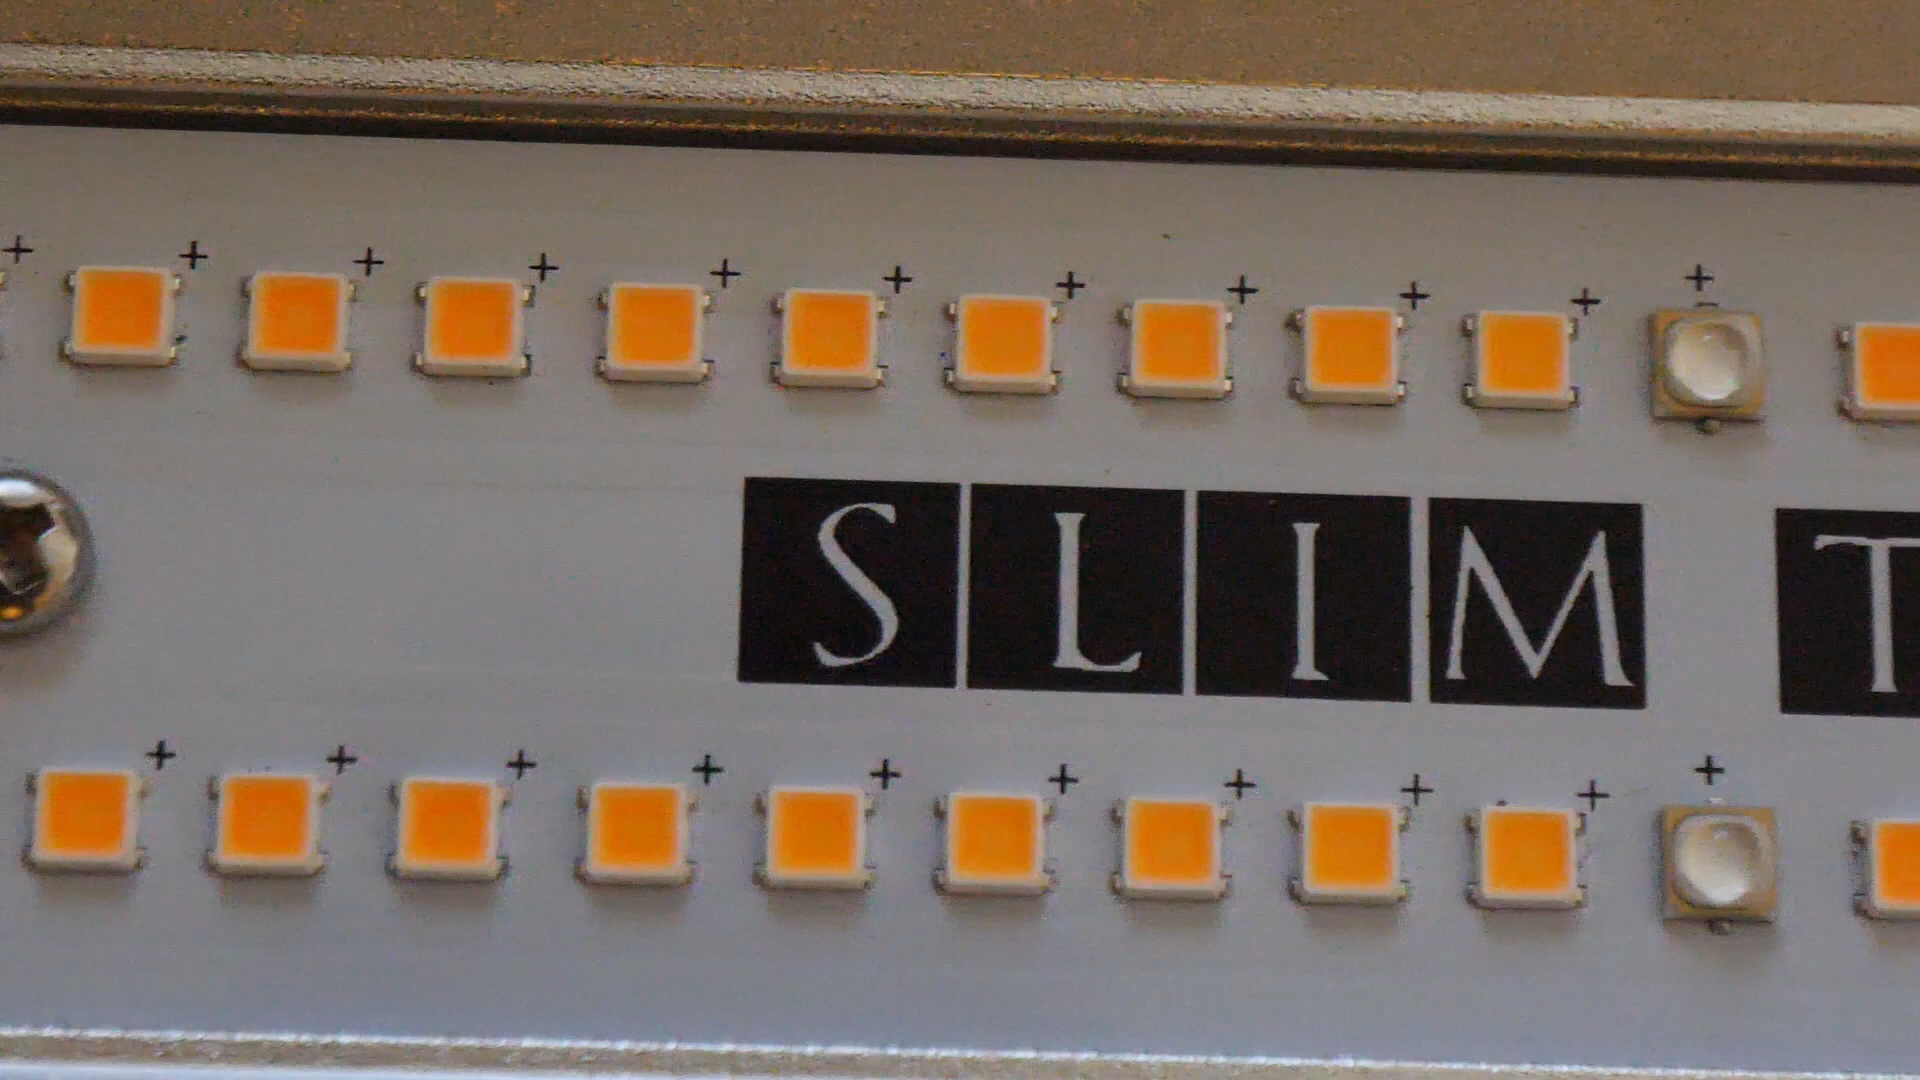 + + + + + + + + + + +
SLIM T
+ + + + + + + + + +